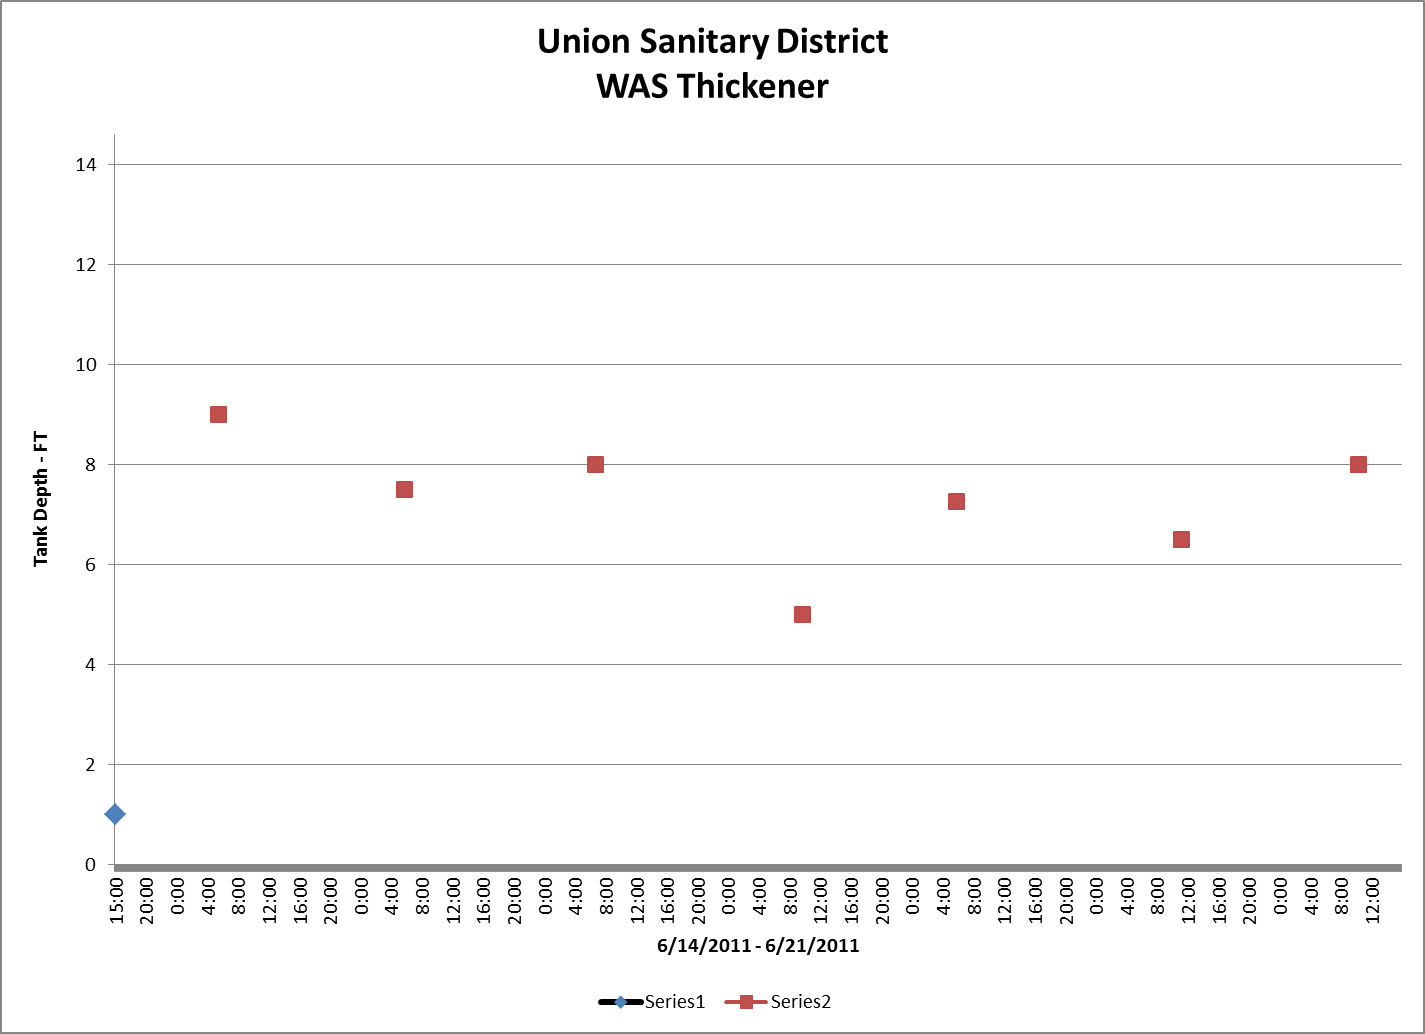 Union Sanitary District
WAS Thickener
Tank Depth - FT
14
12
10
8
6
4
2
0
15:00 20:00 0:00 4:00 8:00 12:00 16:00 20:00 0:00 4:00 8:00 12:00 16:00 20:00 0:00 4:00 8:00 12:00 16:00 20:00 0:00 4:00 8:00 12:00 16:00 20:00 0:00 4:00 8:00 12:00 16:00 20:00 0:00 4:00 8:00 12:00 16:00 20:00 0:00 4:00 8:00 12:00
6/14/2011 - 6/21/2011
Series1 Series2